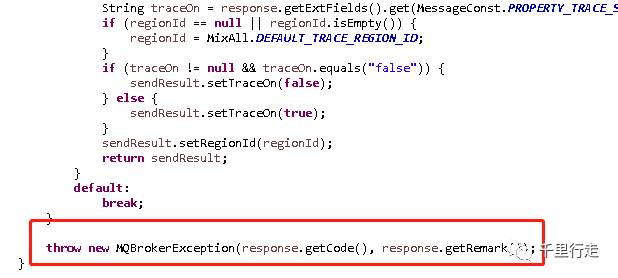 String traceOn = response.getExtFields().get(MessageConst.PROPERTY_TRACE_S
if (regionId == null || regionId.isEmpty()) {
regionId = MixAll.DEFAULT_TRACE_REGION_ID;
}
if (traceOn != null && traceOn.equals("false")) {
sendResult.setTraceOn(false);
} else {
sendResult.setTraceOn(true);
}
sendResult.setRegionId(regionId);
return sendResult;
}
default:
break;
}
throw new MQBrokerException(response.getCode(), response.getRemark());
千里行走
}